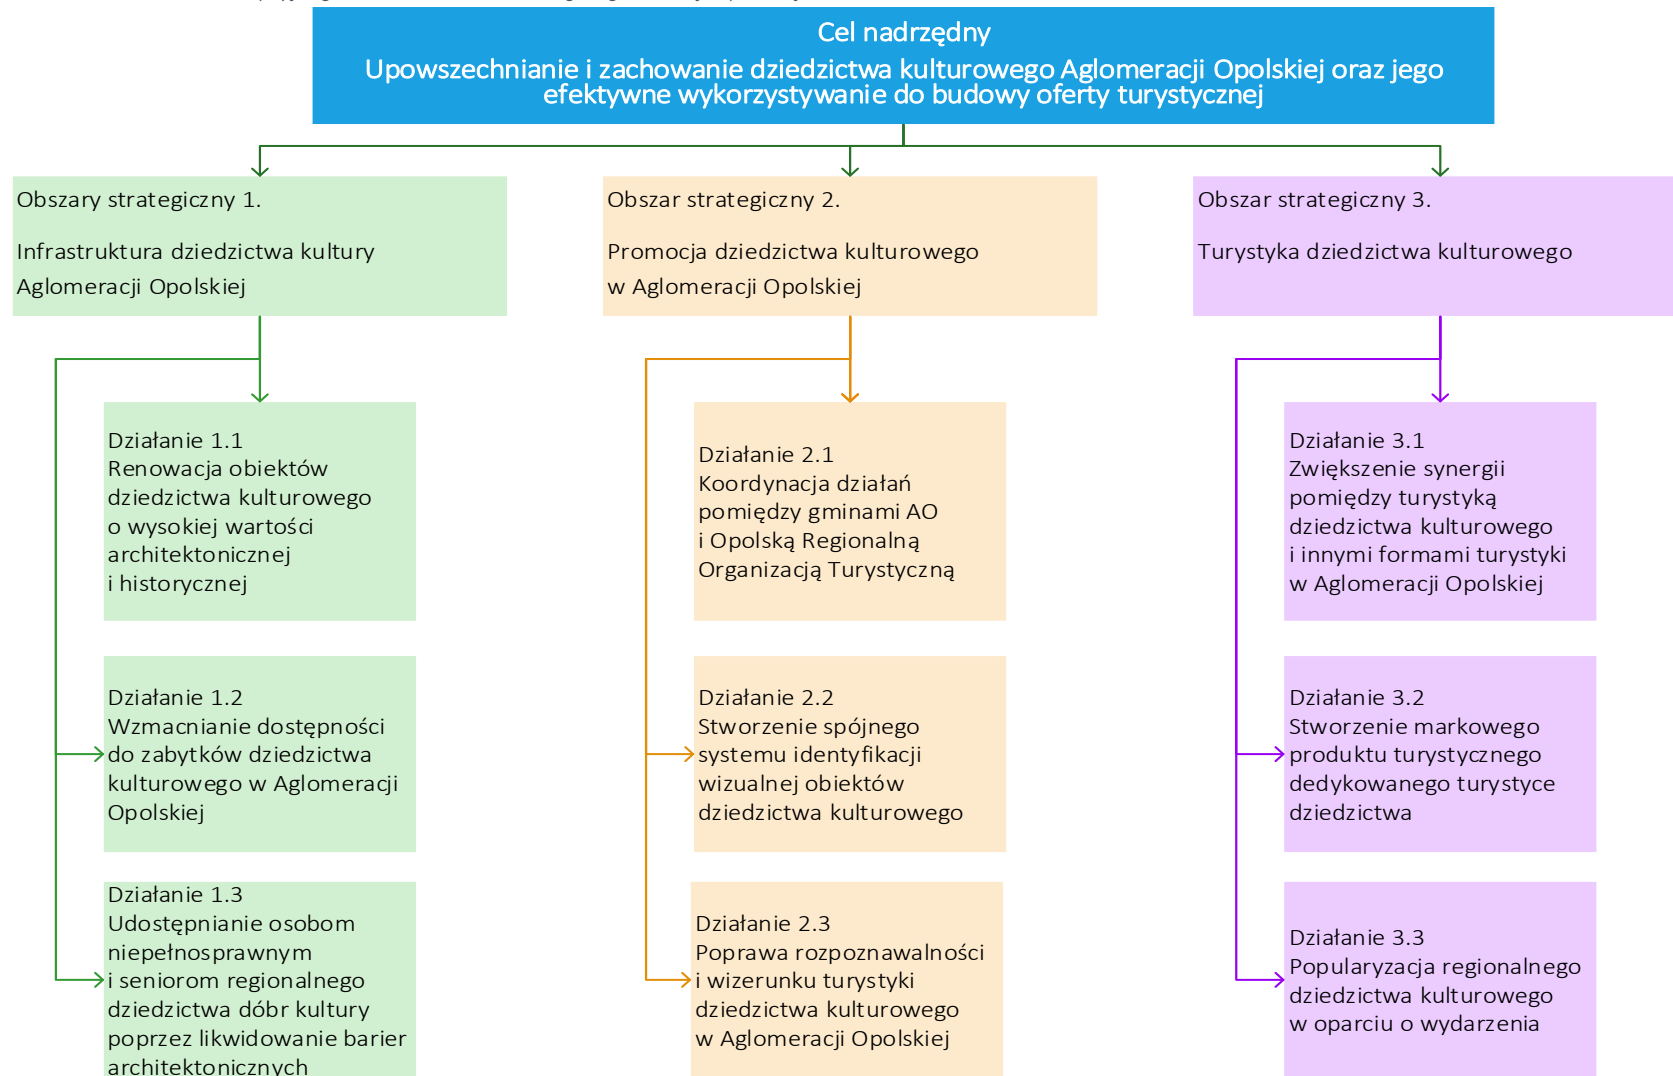 Cel nadrzędny
Upowszechnianie i zachowanie dziedzictwa kulturowego Aglomeracji Opolskiej oraz jego
efektywne wykorzystywanie do budowy oferty turystycznej
Obszary strategiczny 1.
Infrastruktura dziedzictwa kultury
Aglomeracji Opolskiej
Obszar strategiczny 2.
Promocja dziedzictwa kulturowego
w Aglomeracji Opolskiej
Obszar strategiczny 3.
Turystyka dziedzictwa kulturowego
Działanie 1.1
Renowacja obiektów
dziedzictwa kulturowego
o wysokiej wartości
architektonicznej
i historycznej
Działanie 2.1
Koordynacja działań
pomiędzy gminami AO
i Opolską Regionalną
Organizacją Turystyczną
Działanie 3.1
Zwiększenie synergii
pomiędzy turystyką
dziedzictwa kulturowego
i innymi formami turystyki
w Aglomeracji Opolskiej
Działanie 1.2
Wzmacnianie dostępności
do zabytków dziedzictwa
kulturowego w Aglomeracji
Opolskiej
Działanie 2.2
Stworzenie spójnego
systemu identyfikacji
wizualnej obiektów
dziedzictwa kulturowego
Działanie 3.2
Stworzenie markowego
produktu turystycznego
dedykowanego turystyce
dziedzictwa
Działanie 1.3
Udostępnianie osobom
niepełnosprawnym
i seniorom regionalnego
dziedzictwa dóbr kultury
poprzez likwidowanie barier
architektonicznych
Działanie 2.3
Poprawa rozpoznawalności
i wizerunku turystyki
dziedzictwa kulturowego
w Aglomeracji Opolskiej
Działanie 3.3
Popularyzacja regionalnego
dziedzictwa kulturowego
w oparciu o wydarzenia